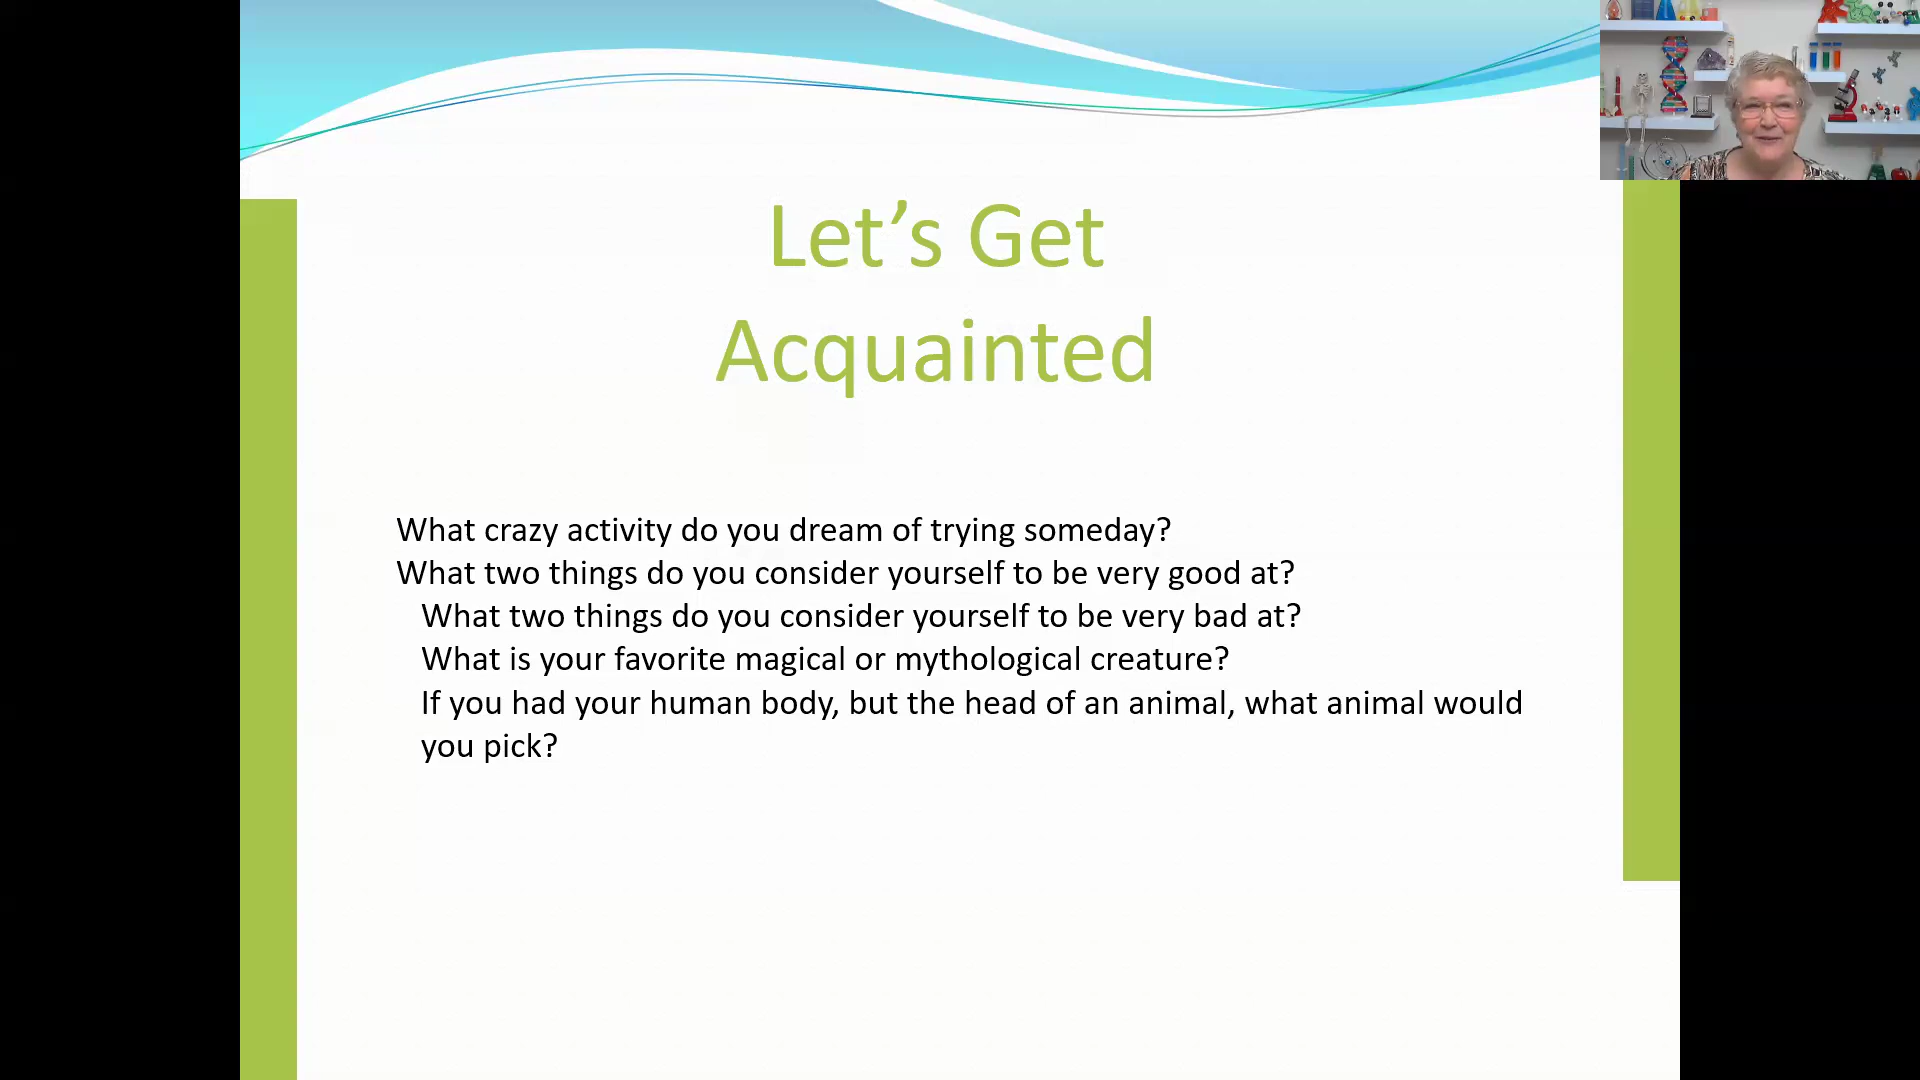 Let’s Get
Acquainted
What crazy activity do you dream of trying someday?
What two things do you consider yourself to be very good at?
What two things do you consider yourself to be very bad at?
What is your favorite magical or mythological creature?
If you had your human body, but the head of an animal, what animal would
you pick?